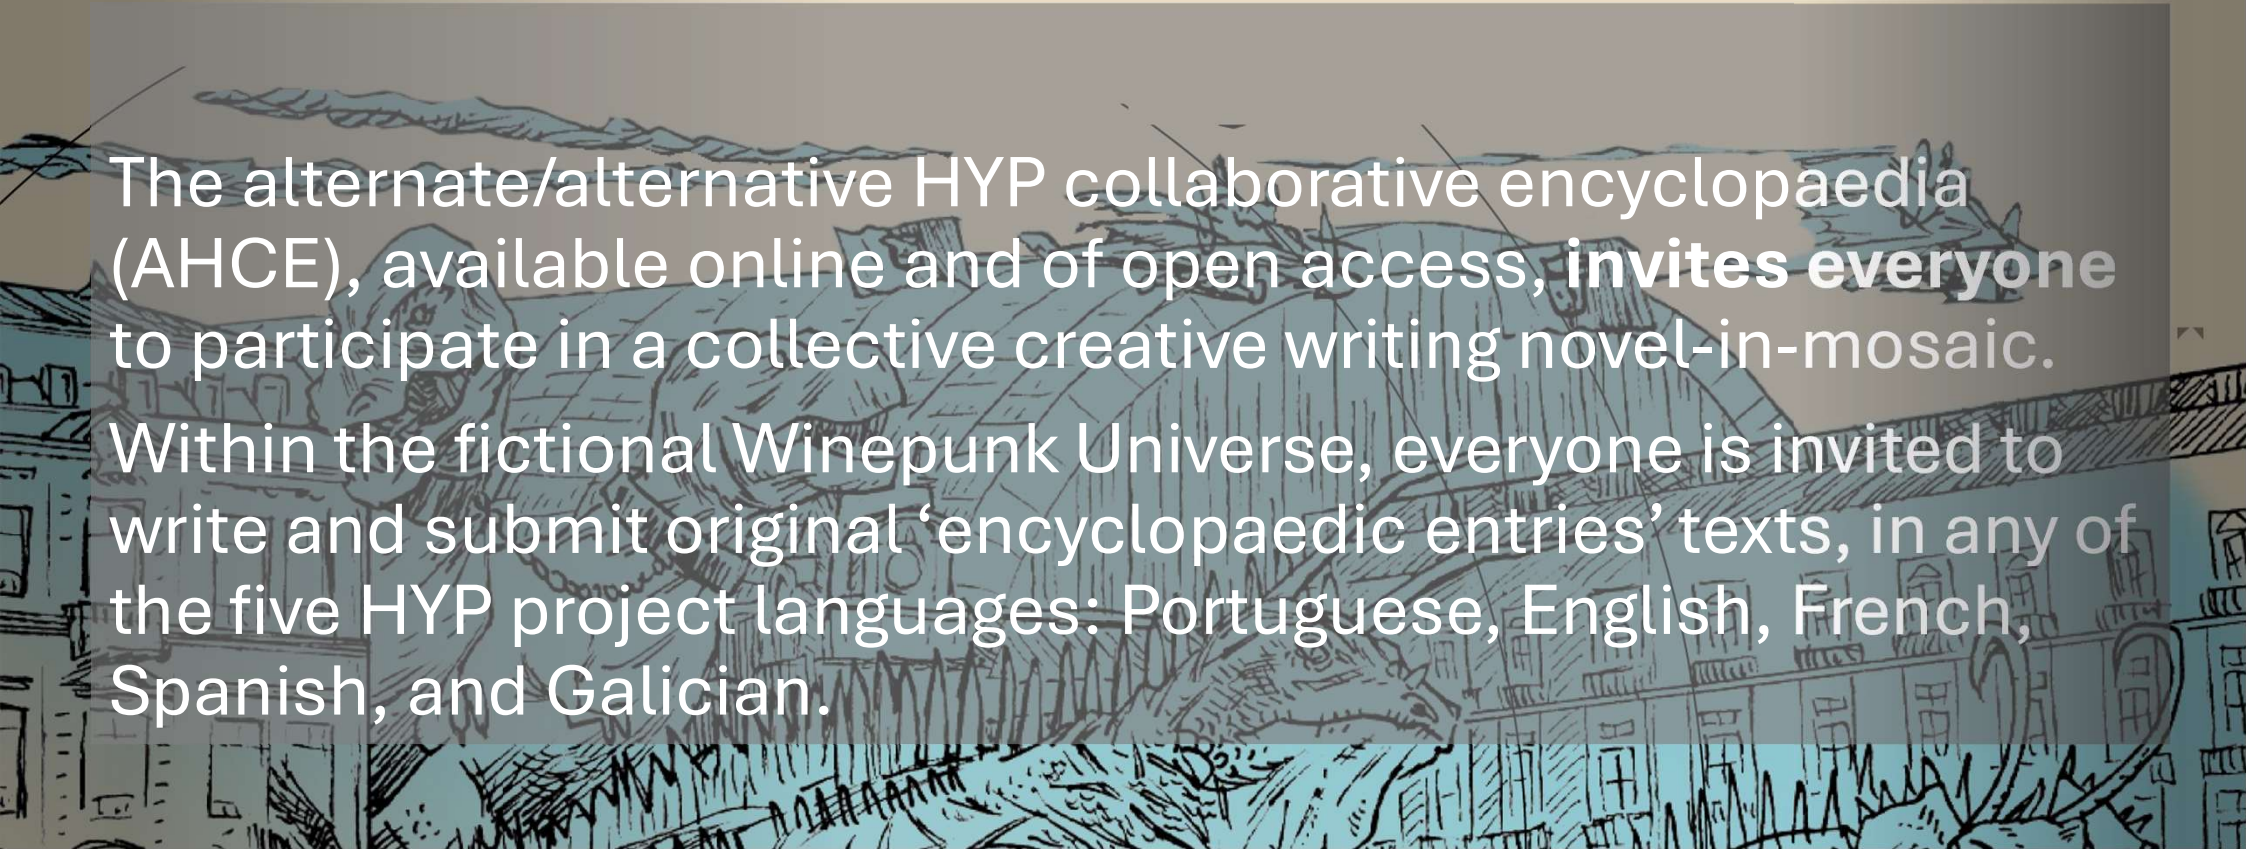 The alternate/alternative HYP collaborative encyclopaedia
(AHCE), available online and of open access, invites everyone
to participate in a collective creative writing novel-in-mosaic.
Within the fictional Winepunk Universe, everyone is invited to
write and submit original ‘encyclopaedic entries’ texts, in any of
the five HYP project languages: Portuguese, English, French,
Spanish, and Galician.